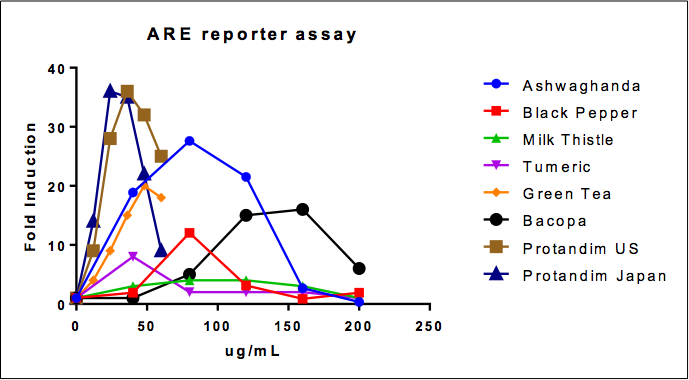 ARE reporter assay
Fold Induction
40
30
20
10
0
0 50 100 150 200 250
ug/mL
Ashwaghanda
Black Pepper
Milk Thistle
Tumeric
Green Tea
Bacopa
Protandim US
Protandim Japan